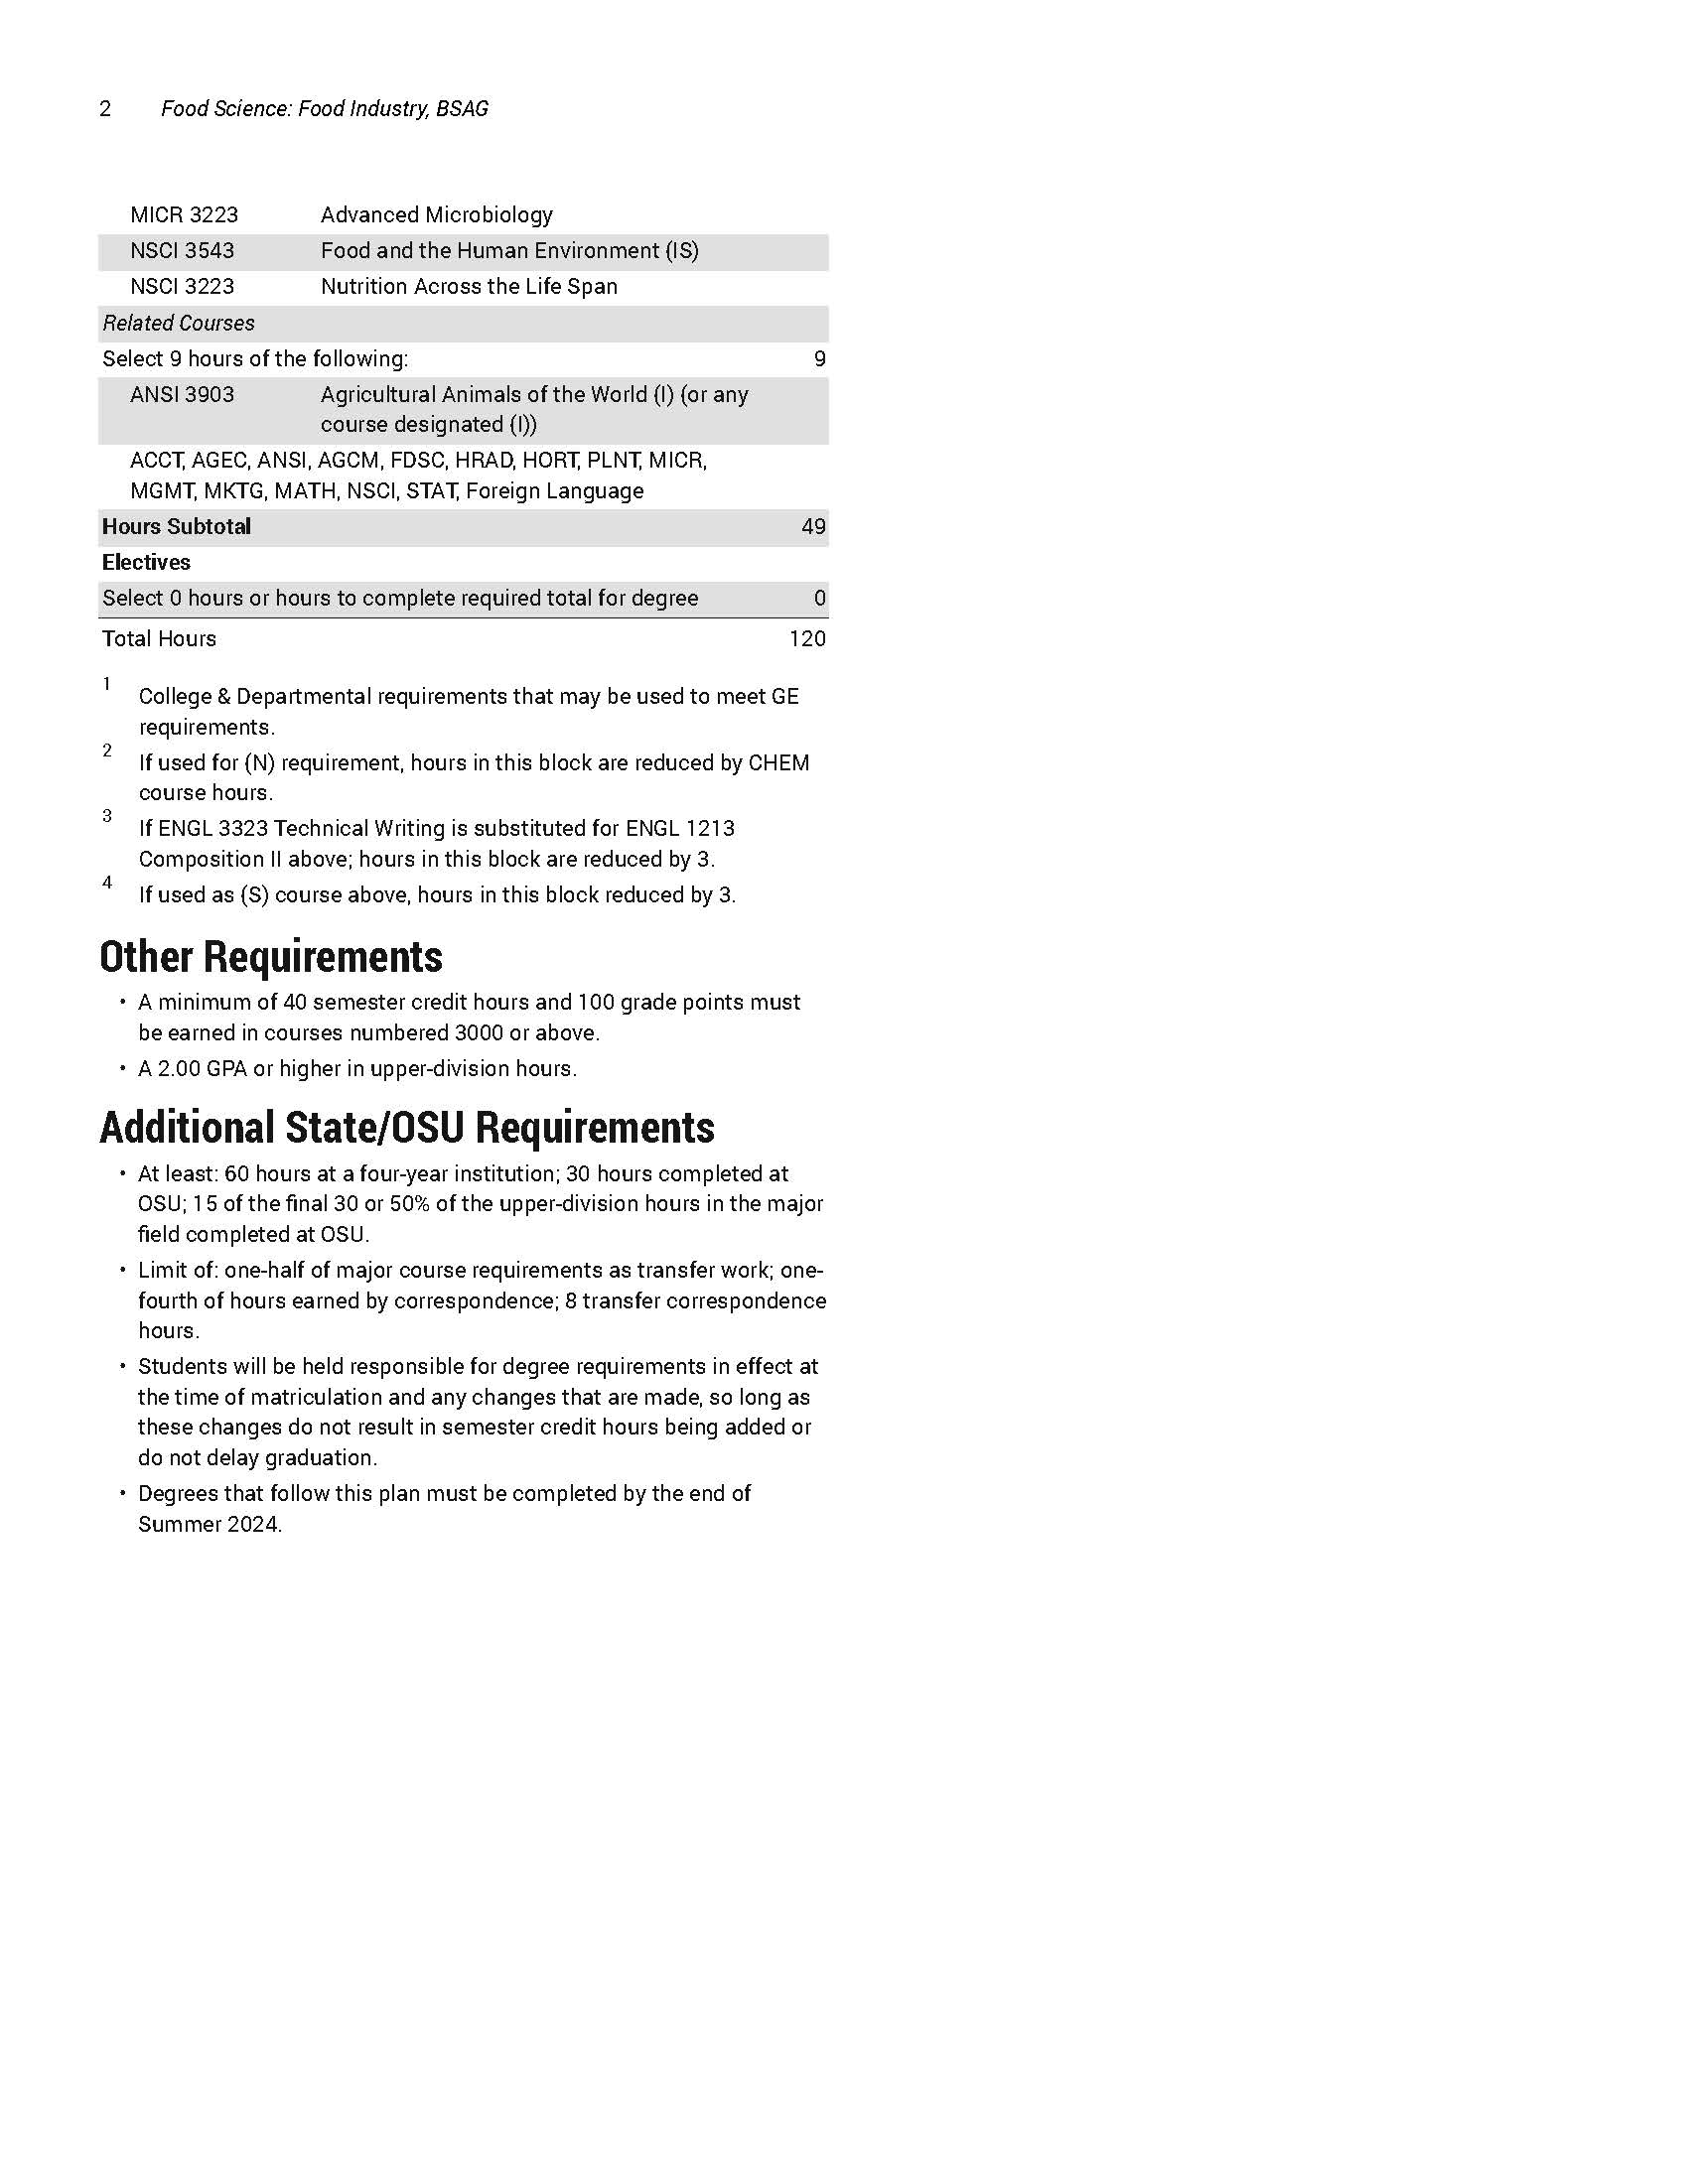 2 Food Science: Food Industry, BSAG
MICR 3223 Advanced Microbiology
NSCI 3543 Food and the Human Environment (IS)
NSCI 3223 Nutrition Across the Life Span
Related Courses
Select 9 hours of the following: 9
ANSI 3903 Agricultural Animals of the World (I) (or any
course designated (I))
ACCT, AGEC, ANSI, AGCM, FDSC, HRAD, HORT, PLNT, MICR,
MGMT, MKTG, MATH, NSCI, STAT, Foreign Language
Hours Subtotal 49
Electives
Select 0 hours or hours to complete required total for degree 0
Total Hours 120
1 College & Departmental requirements that may be used to meet GE
requirements.
2 If used for (N) requirement, hours in this block are reduced by CHEM
course hours.
3 If ENGL 3323 Technical Writing is substituted for ENGL 1213
Composition II above; hours in this block are reduced by 3.
4 If used as (S) course above, hours in this block reduced by 3.
Other Requirements
• A minimum of 40 semester credit hours and 100 grade points must
be earned in courses numbered 3000 or above.
• A 2.00 GPA or higher in upper-division hours.
Additional State/OSU Requirements
• At least: 60 hours at a four-year institution; 30 hours completed at
OSU; 15 of the final 30 or 50% of the upper-division hours in the major
field completed at OSU.
• Limit of: one-half of major course requirements as transfer work; one-
fourth of hours earned by correspondence; 8 transfer correspondence
hours.
• Students will be held responsible for degree requirements in effect at
the time of matriculation and any changes that are made, so long as
these changes do not result in semester credit hours being added or
do not delay graduation.
• Degrees that follow this plan must be completed by the end of
Summer 2024.